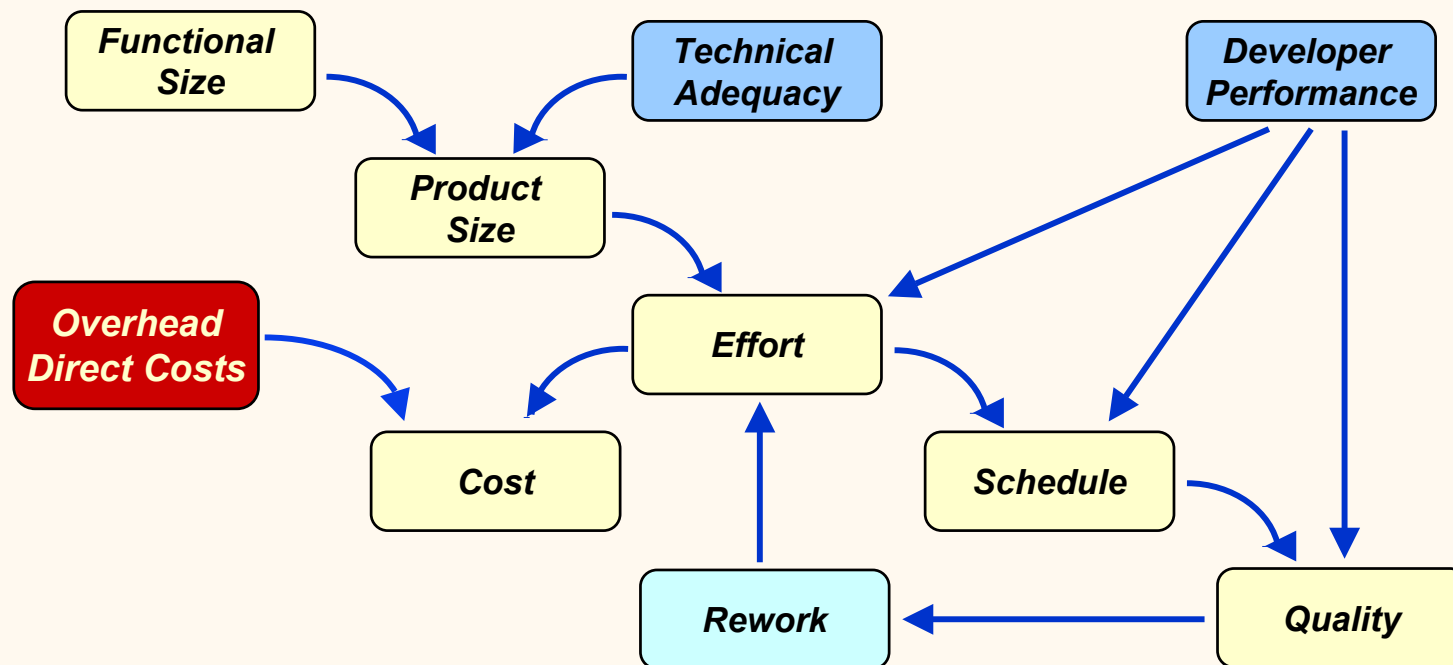 Functional
Size
Technical
Adequacy
Developer
Performance
Product
Size
Overhead
Direct Costs
Effort
Cost
Schedule
Rework
Quality